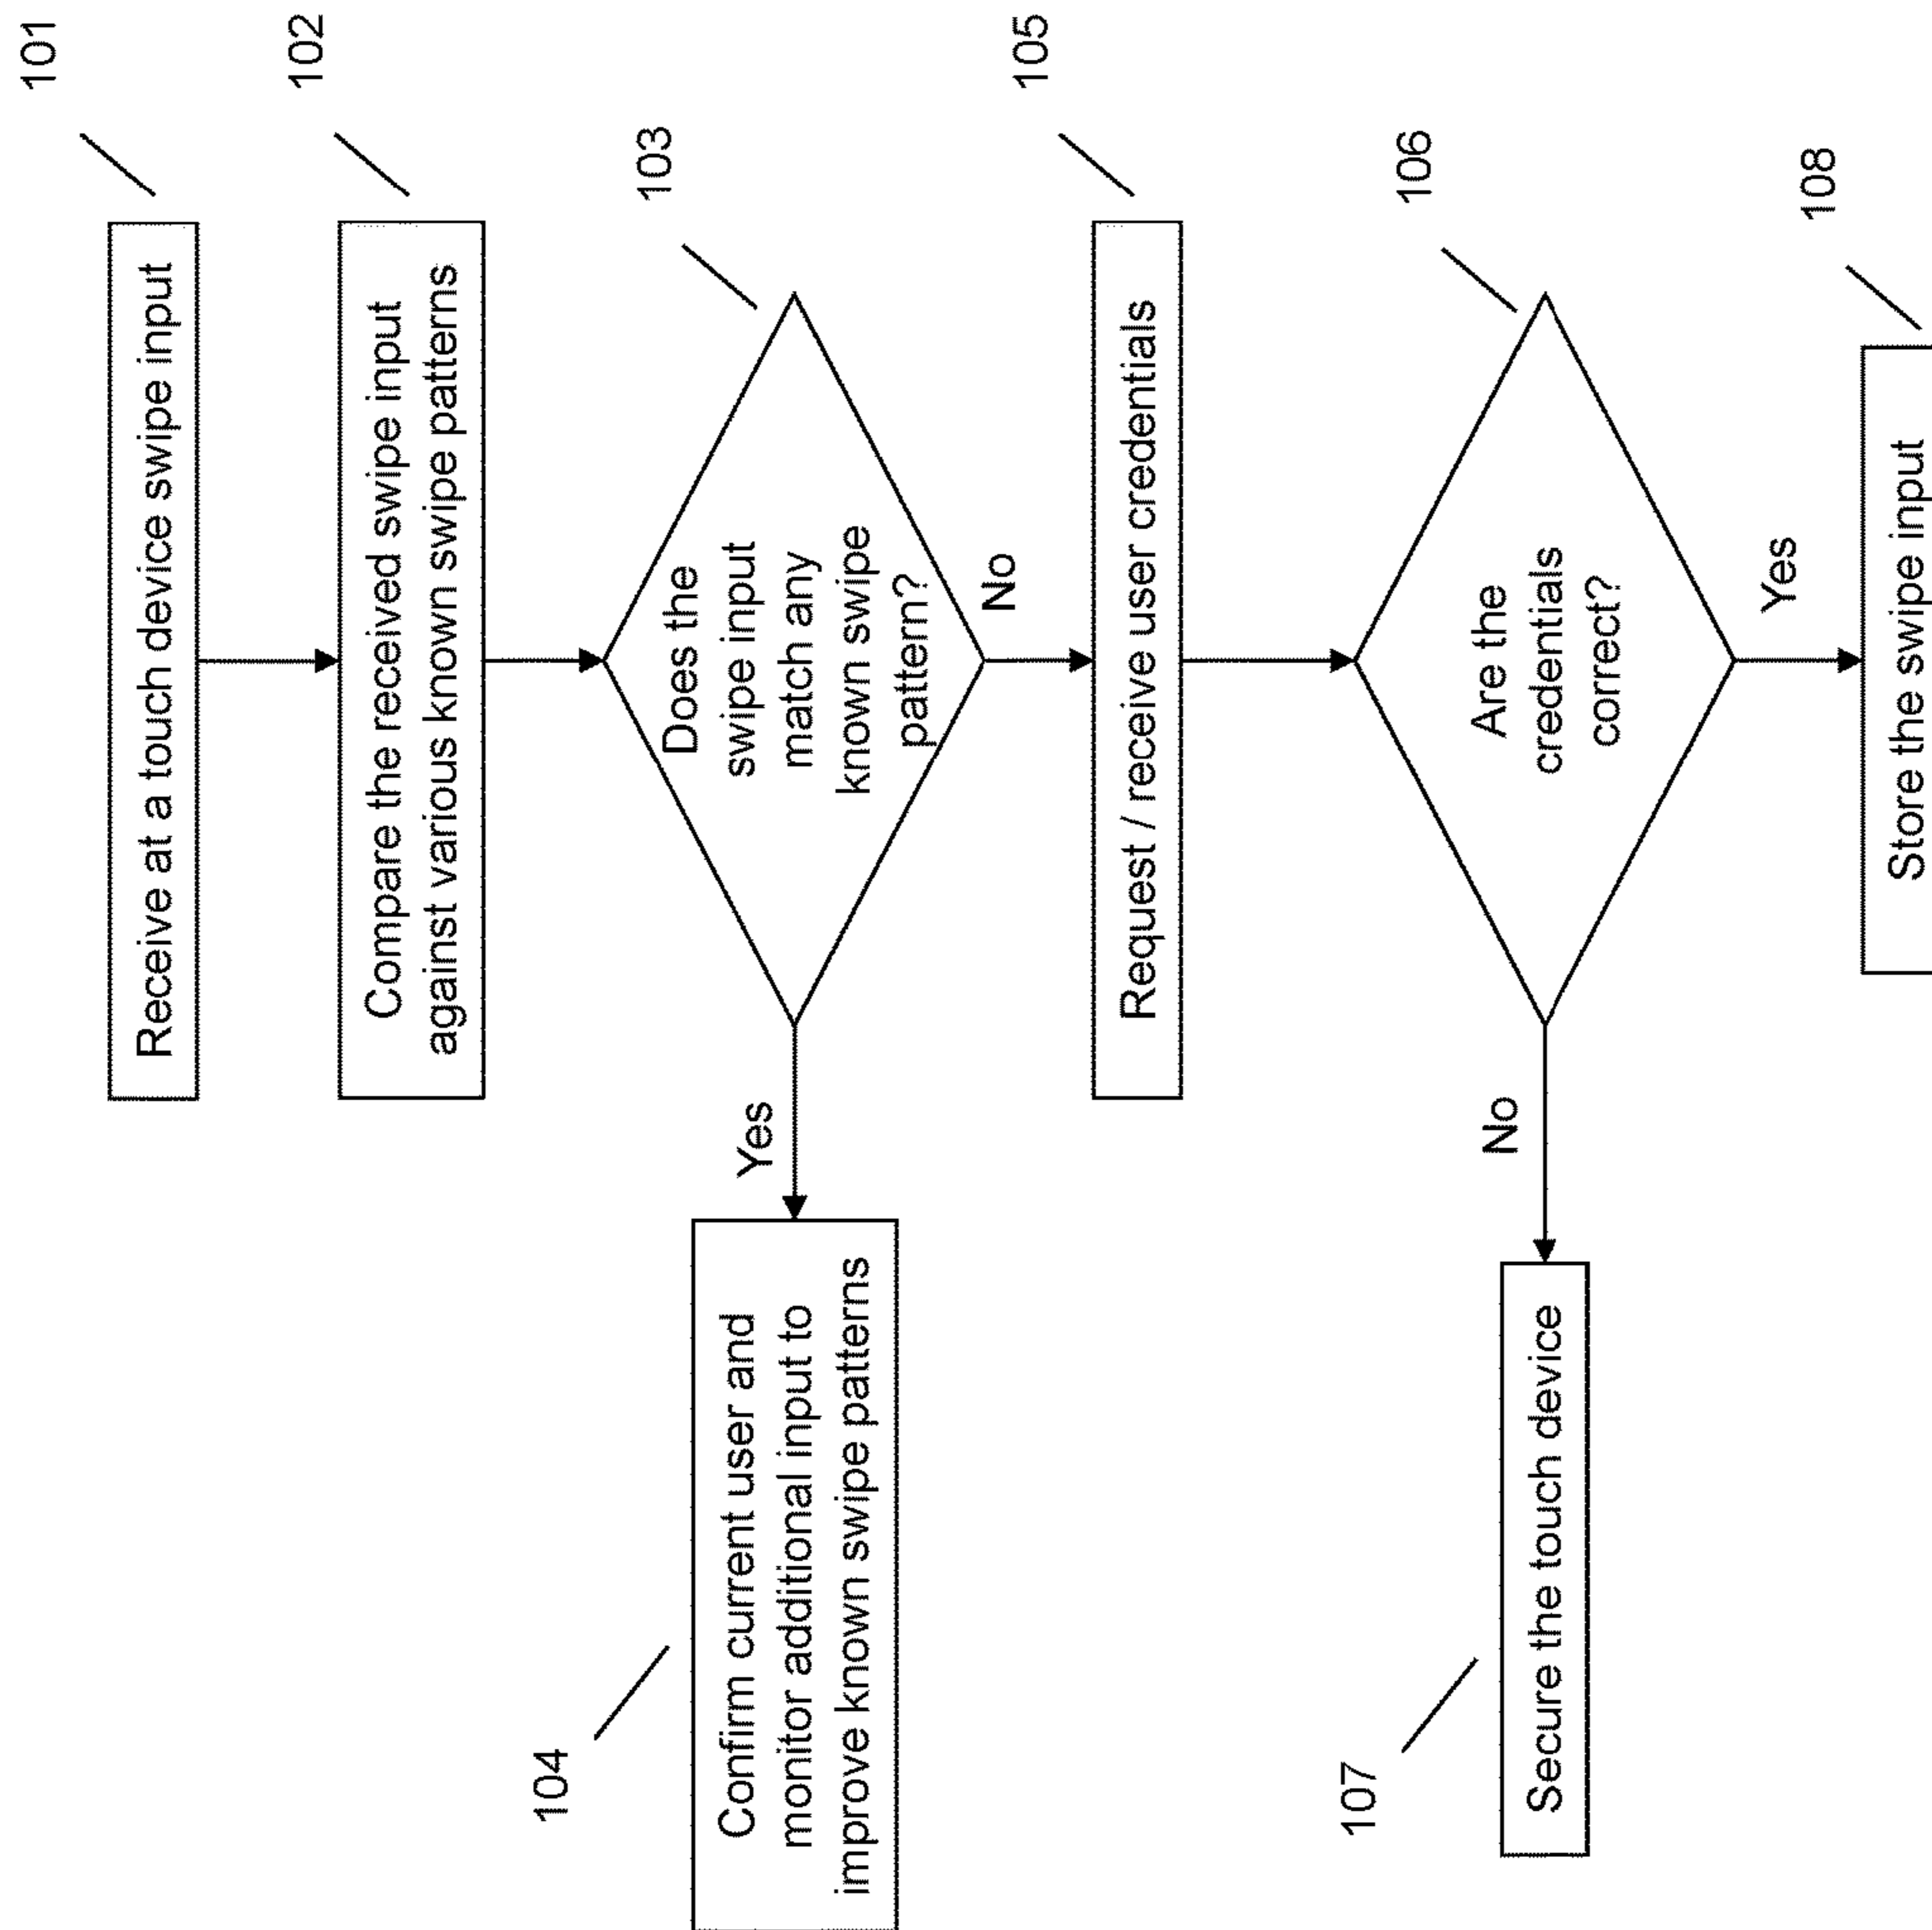 101
Receive at a touch device swipe input
102
Compare the received swipe input
against various known swipe patterns
103
Does the
swipe input
match any
known swipe
pattern?
Yes
104
Confirm current user and
monitor additional input to
improve known swipe patterns
No
105
Request / receive user credentials
106
Are the
credentials
correct?
No
107
Secure the touch device
Yes
108
Store the swipe input